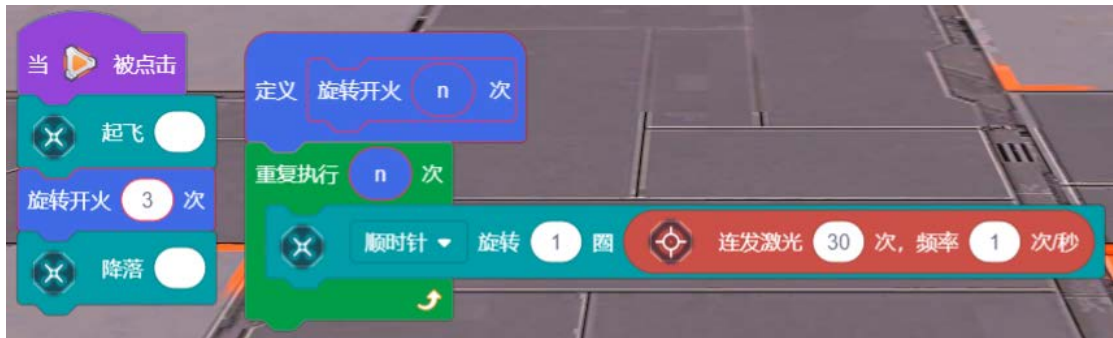 当 被点击
起飞
旋转开火 3 次
降落
定义 旋转开火 n 次
重复执行 n 次
顺时针 旋转 1 圈 连发激光 30 次，频率 1 次/秒